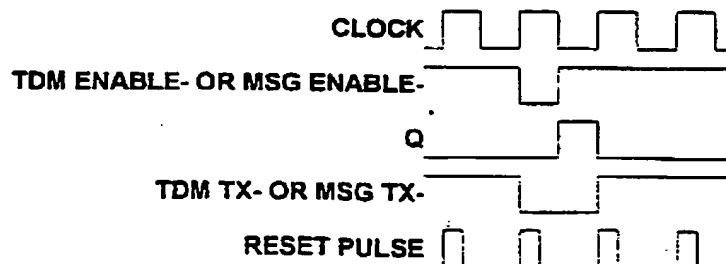 CLOCK
TDM ENABLE- OR MSG ENABLE-
Q
TDM TX- OR MSG TX-
RESET PULSE